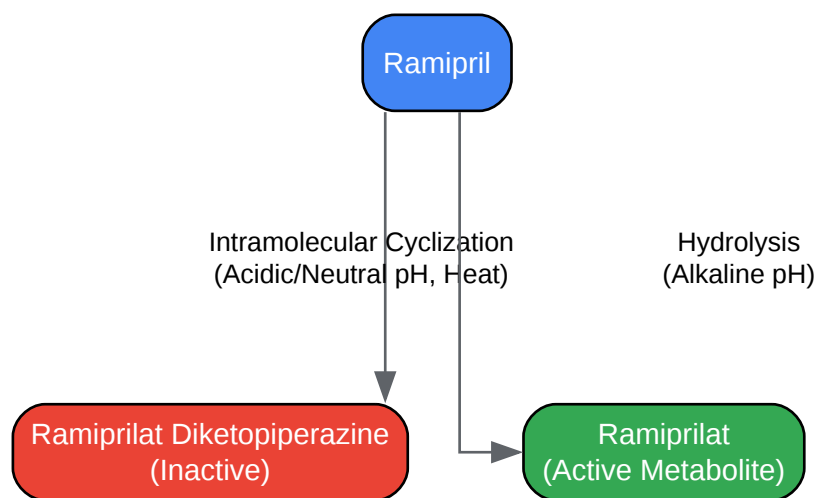 Ramipril
Intramolecular Cyclization
(Acidic/Neutral pH, Heat)
Hydrolysis
(Alkaline pH)
Ramiprilat Diketopiperazine
(Inactive)
Ramiprilat
(Active Metabolite)